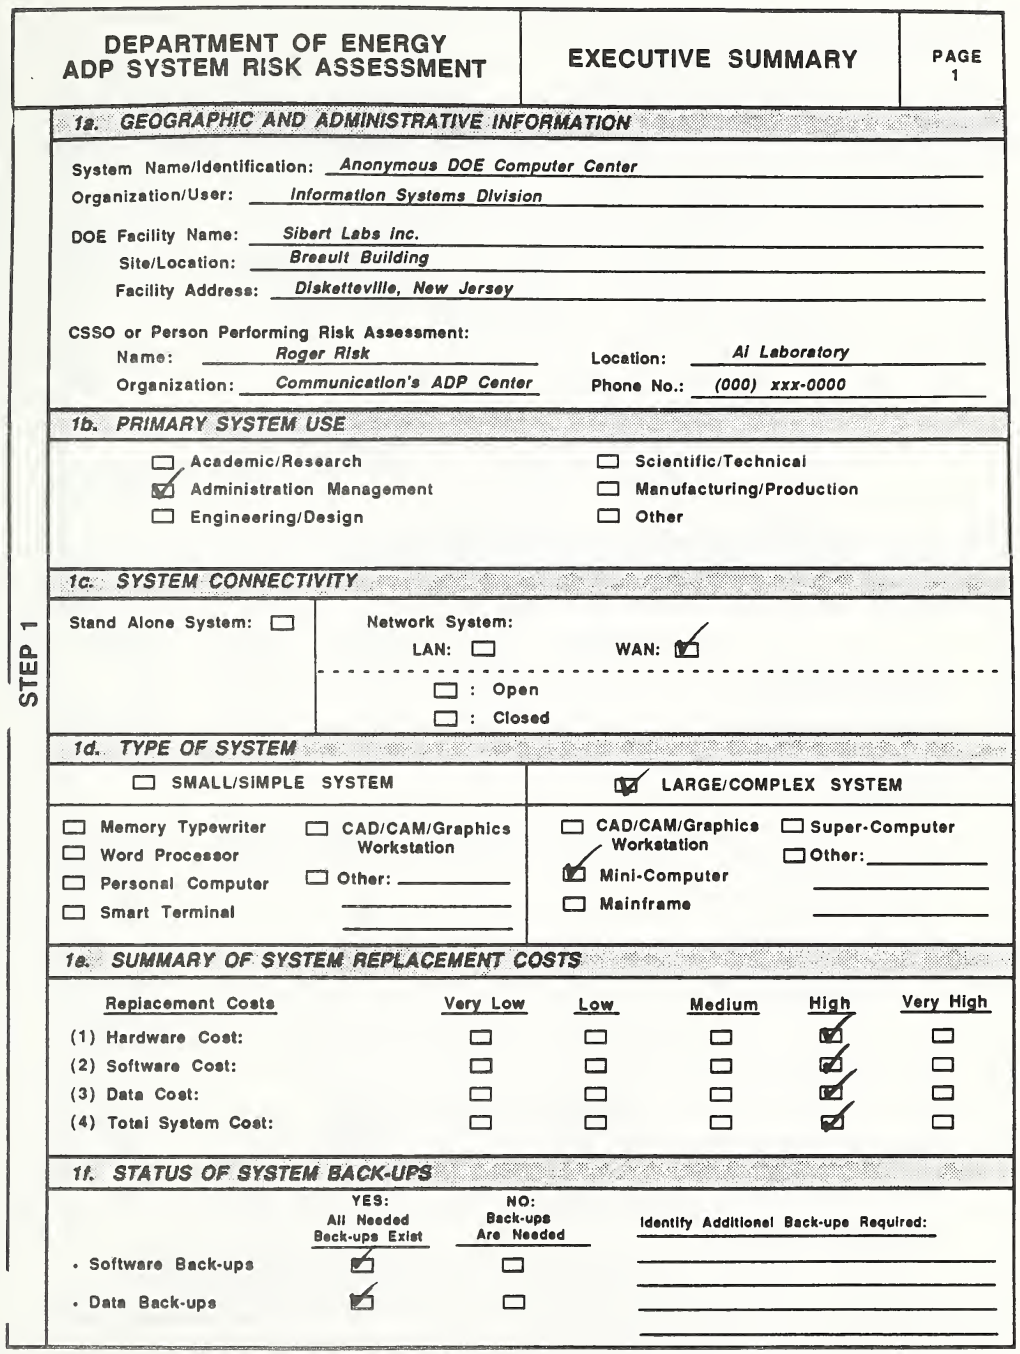 DEPARTMENT OF ENERGY
ADP SYSTEM RISK ASSESSMENT
EXECUTIVE SUMMARY
PAGE
1
STEP 1
1a. GEOGRAPHIC AND ADMINISTRATIVE INFORMATION
System Name/Identification: Anonymous DOE Computer Center
Organization/User: Information Systems Division
DOE Facility Name: Sibert Labs Inc.
Site/Location: Breault Building
Facility Address: Disketteville, New Jersey
CSSO or Person Performing Risk Assessment:
Name: Roger Risk Location: AI Laboratory
Organization: Communication's ADP Center Phone No.: (000) xxx-0000
1b. PRIMARY SYSTEM USE
Academic/Research Scientific/Technical
Administration Management Manufacturing/Production
Engineering/Design Other
1c. SYSTEM CONNECTIVITY
Stand Alone System: Network System:
LAN: WAN:
: Open
: Closed
1d. TYPE OF SYSTEM
SMALL/SIMPLE SYSTEM LARGE/COMPLEX SYSTEM
Memory Typewriter CAD/CAM/Graphics CAD/CAM/Graphics Super-Computer
Workstation Workstation
Word Processor Other:
Personal Computer Other: Mini-Computer
Smart Terminal Mainframe
1e. SUMMARY OF SYSTEM REPLACEMENT COSTS
Replacement Costs Very Low Low Medium High Very High
(1) Hardware Cost:
(2) Software Cost:
(3) Data Cost:
(4) Total System Cost:
1f. STATUS OF SYSTEM BACK-UPS
YES: NO:
All Needed Back-ups Identify Additional Back-ups Required:
Back-ups Exist Are Needed
• Software Back-ups
• Data Back-ups